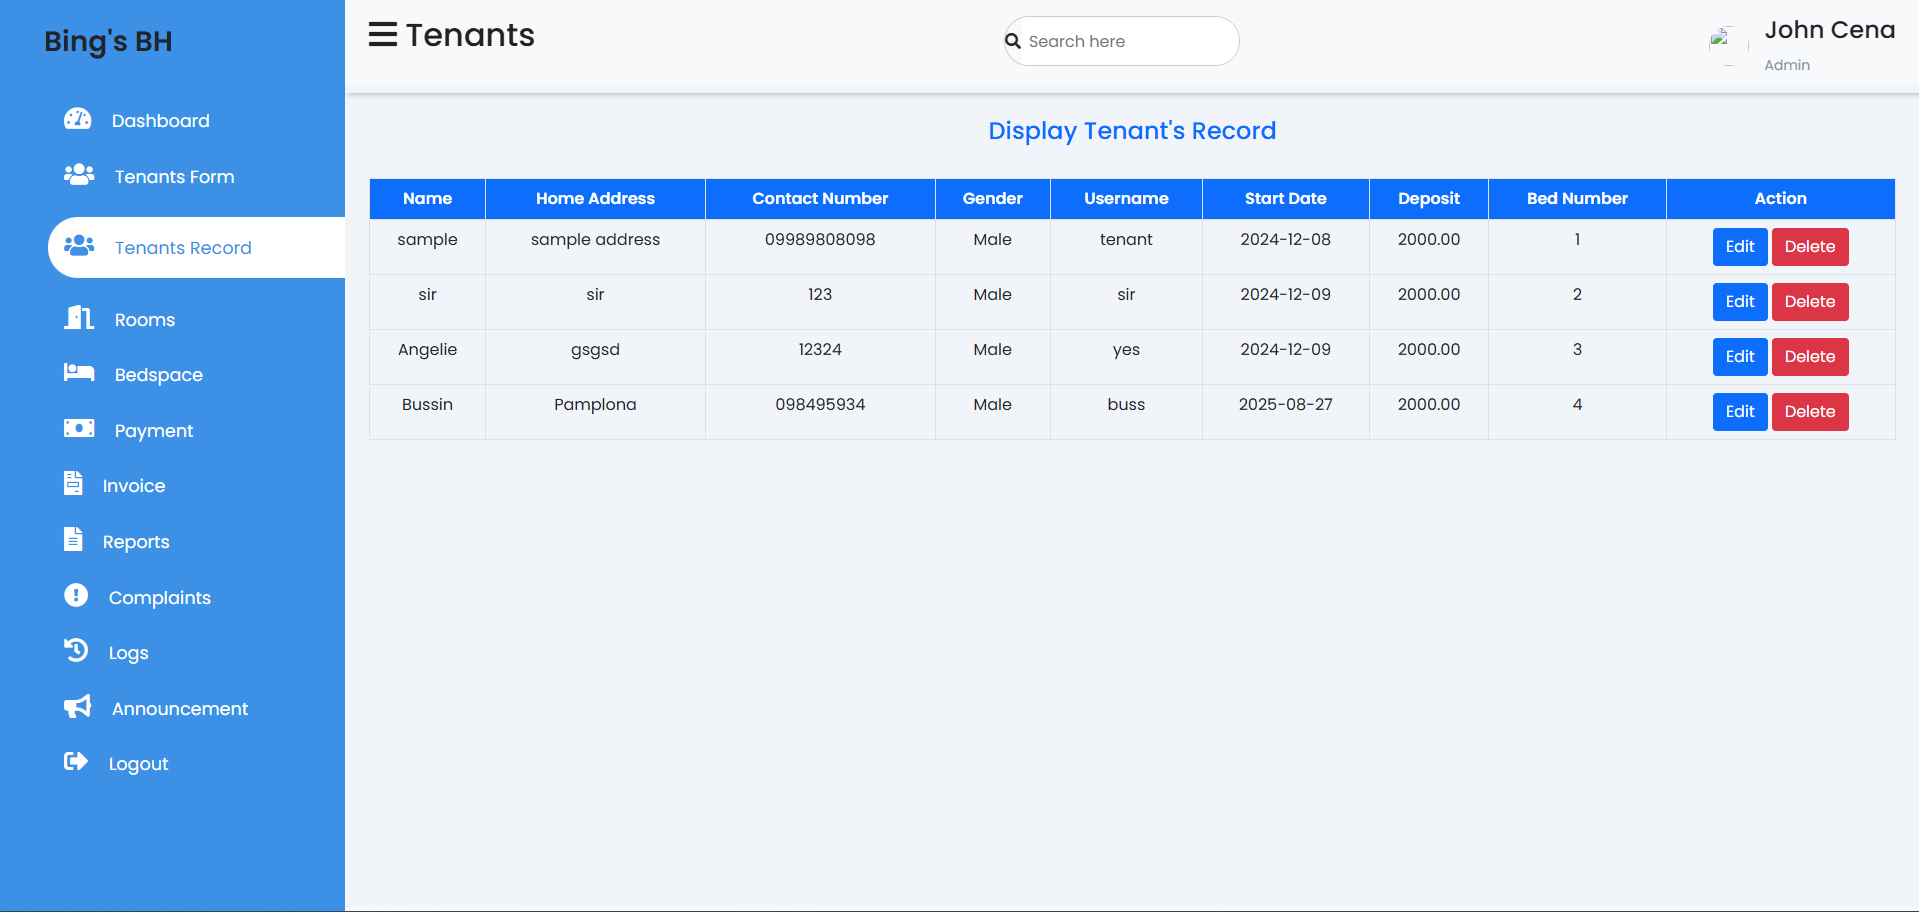 Bing's BH
Dashboard
Tenants Form
Tenants Record
Rooms
Bedspace
Payment
Invoice
Reports
Complaints
Logs
Announcement
Logout
Tenants
Search here
John Cena
Admin
Display Tenant's Record
Name Home Address Contact Number Gender Username Start Date Deposit Bed Number Action
sample sample address 09989808098 Male tenant 2024-12-08 2000.00 1 Edit Delete
sir sir 123 Male sir 2024-12-09 2000.00 2 Edit Delete
Angelie gsgsd 12324 Male yes 2024-12-09 2000.00 3 Edit Delete
Bussin Pamplona 098495934 Male buss 2025-08-27 2000.00 4 Edit Delete